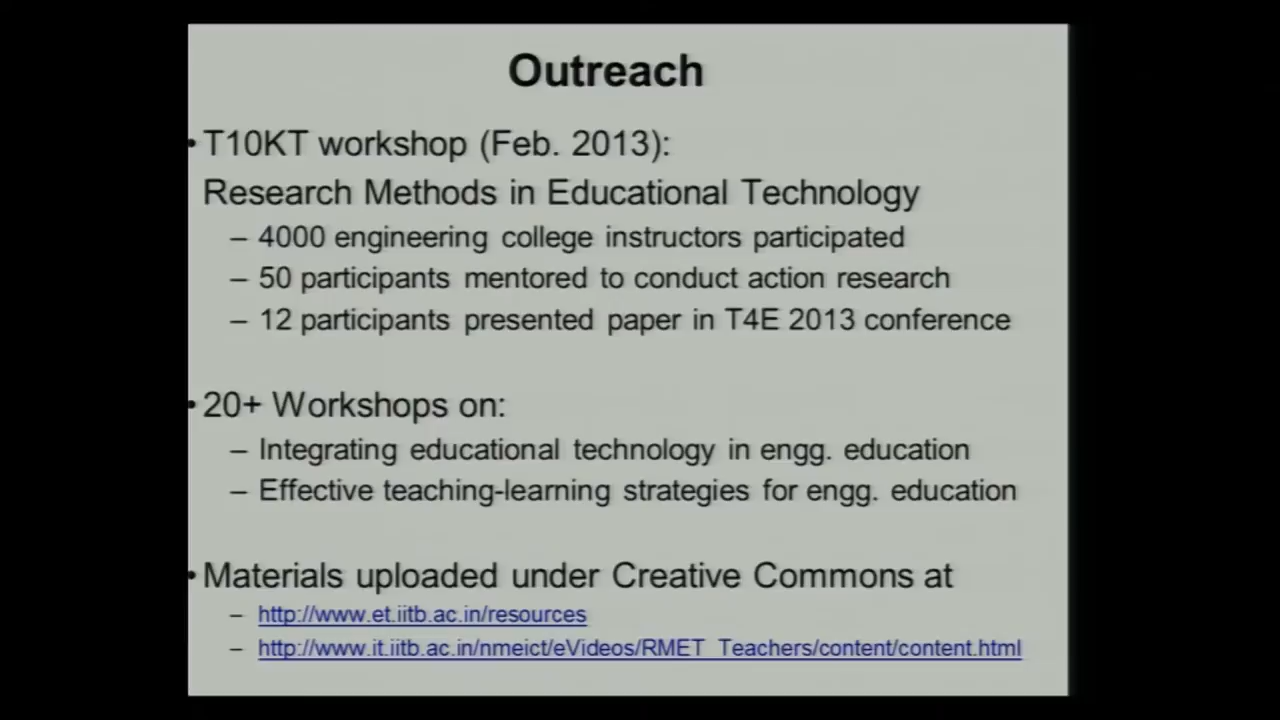 Outreach
•T10KT workshop (Feb. 2013):
Research Methods in Educational Technology
– 4000 engineering college instructors participated
– 50 participants mentored to conduct action research
– 12 participants presented paper in T4E 2013 conference
•20+ Workshops on:
– Integrating educational technology in engg. education
– Effective teaching-learning strategies for engg. education
•Materials uploaded under Creative Commons at
– http://www.et.iitb.ac.in/resources
– http://www.it.iitb.ac.in/nmeict/eVideos/RMET_Teachers/content/content.html